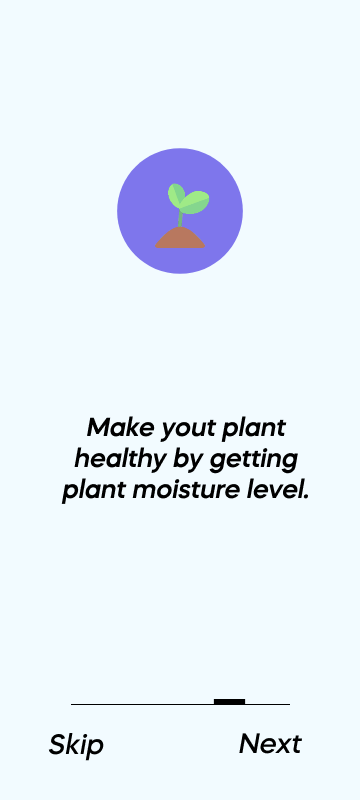 Make yout plant
healthy by getting
plant moisture level.
Skip
Next